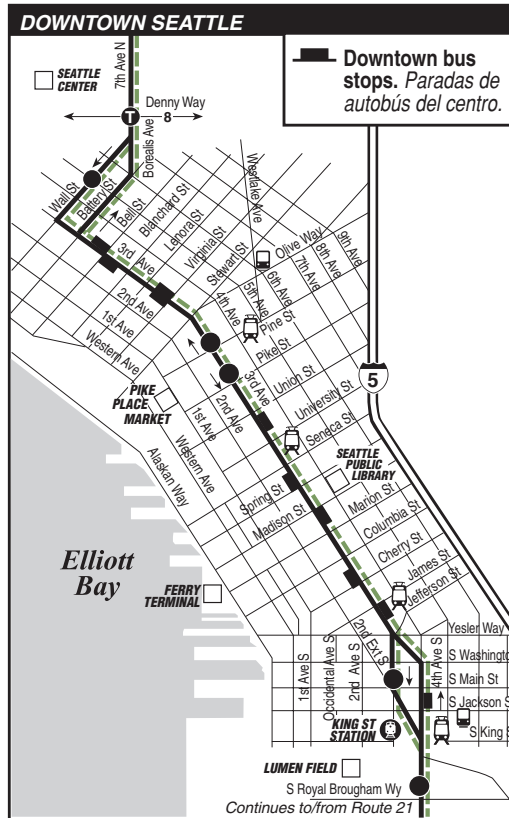 DOWNTOWN SEATTLE
Downtown bus
stops. Paradas de
autobús del centro.
7th Ave N
SEATTLE
CENTER
T
Denny Way
8
Borealis Ave
Westlake Ave
Wall St
Battery St
Bell St
Blanchard St
Lenora St
Virginia St
Stewart St
Olive Way
9th Ave
8th Ave
7th Ave
6th Ave
5th Ave
4th Ave
3rd Ave
2nd Ave
1st Ave
Western Ave
Pine St
Pike St
5
Union St
3rd Ave
University St
Seneca St
PIKE
PLACE
MARKET
1st Ave
2nd Ave
Western Ave
Alaskan Way
SEATTLE
PUBLIC
LIBRARY
Spring St
Madison St
Marion St
Columbia St
Cherry St
James St
Jefferson St
Elliott
Bay
FERRY
TERMINAL
Yesler Way
2nd Ext S
1st Ave S
Occidental Ave S
2nd Ave S
4th Ave S
S Washingto
S Main St
S Jackson S
S King S
KING ST
STATION
LUMEN FIELD
S Royal Brougham Wy
Continues to/from Route 21